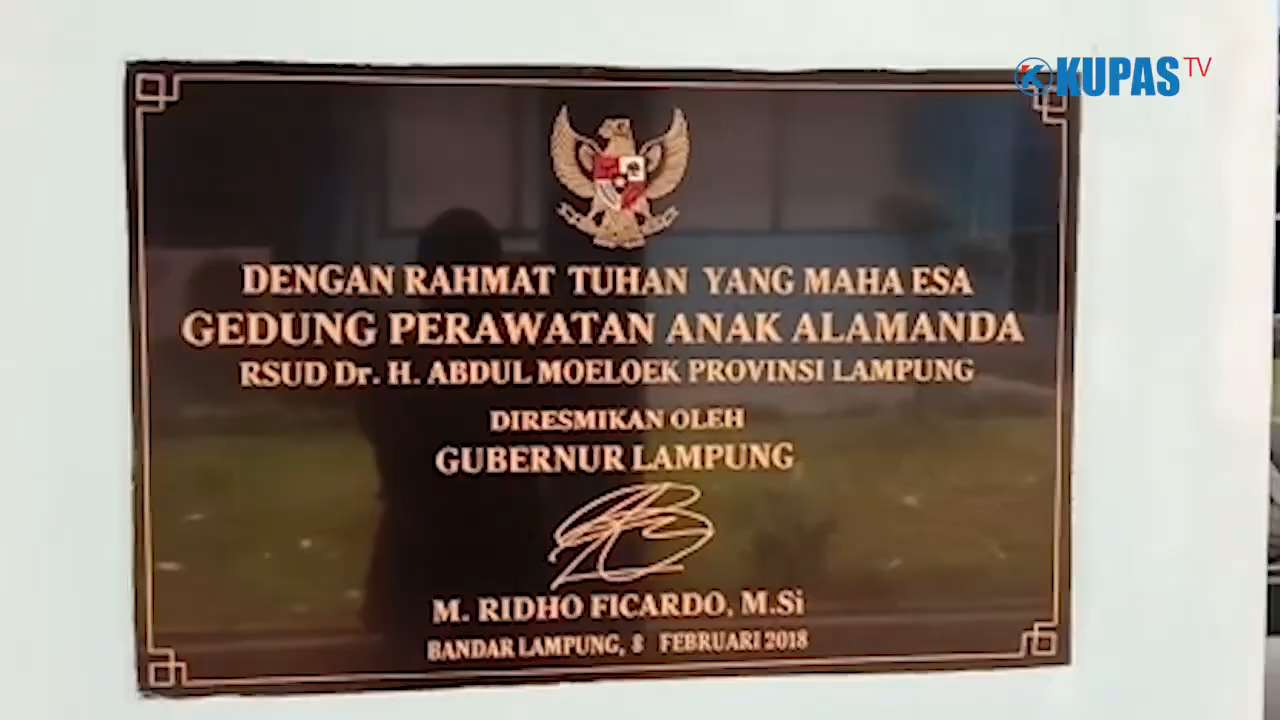 KUPAS TV
DENGAN RAHMAT TUHAN YANG MAHA ESA
GEDUNG PERAWATAN ANAK ALAMANDA
RSUD Dr. H. ABDUL MOELOEK PROVINSI LAMPUNG
DIRESMIKAN OLEH
GUBERNUR LAMPUNG
M. RIDHO FICARDO, M.Si
BANDAR LAMPUNG, 8 FEBRUARI 2018